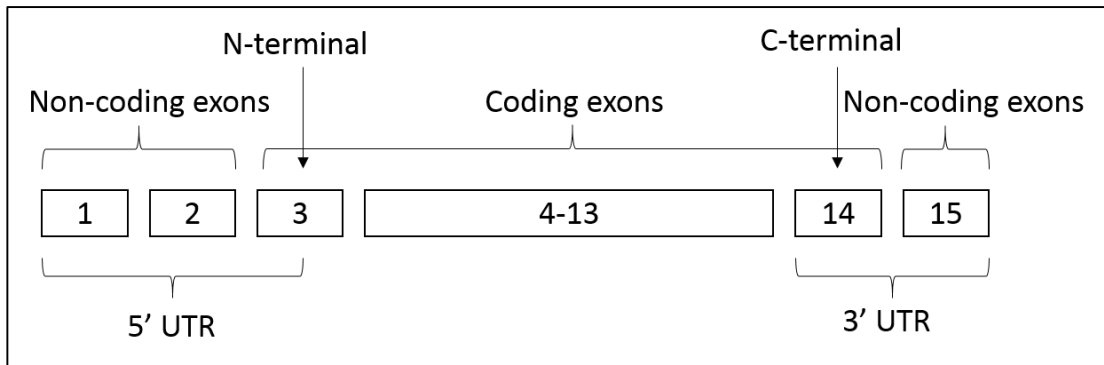 N-terminal
C-terminal
Non-coding exons
Coding exons
Non-coding exons
1
2
3
4-13
14
15
5’ UTR
3’ UTR